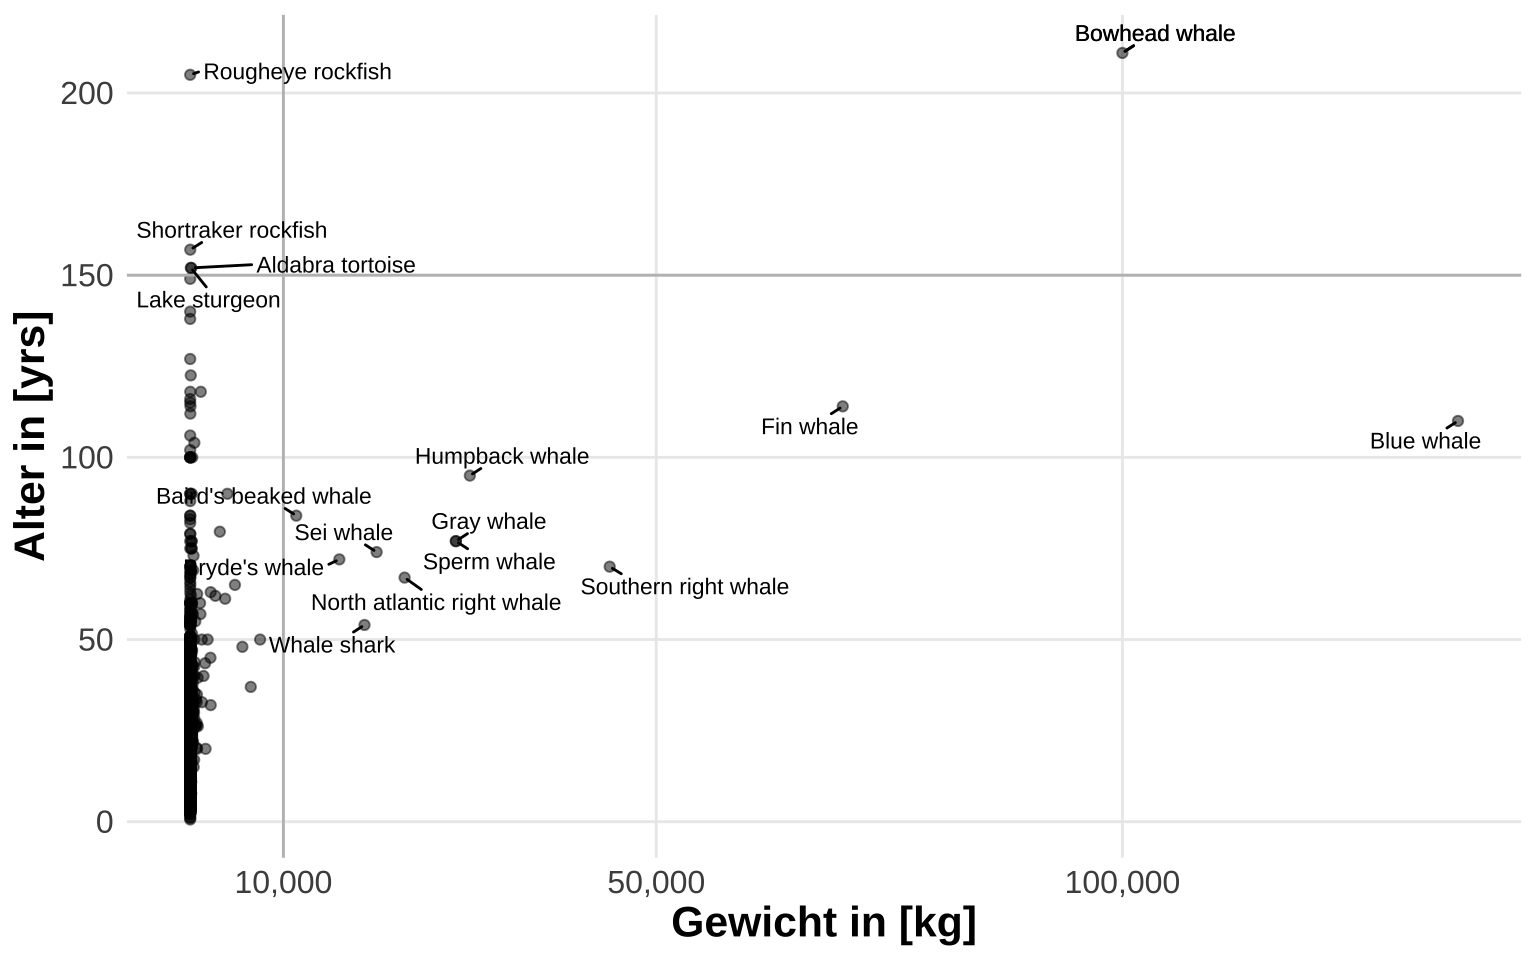 Bowhead whale
Rougheye rockfish
200
Shortraker rockfish
Aldabra tortoise
150
Lake sturgeon
Alter in [yrs]
Fin whale
Blue whale
100
Humpback whale
Baird's beaked whale
Gray whale
Sei whale
Sperm whale
Bryde's whale
Southern right whale
North atlantic right whale
50
Whale shark
0
10,000
50,000
100,000
Gewicht in [kg]